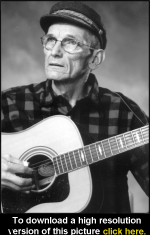 To download a high resolution
version of this picture click here.